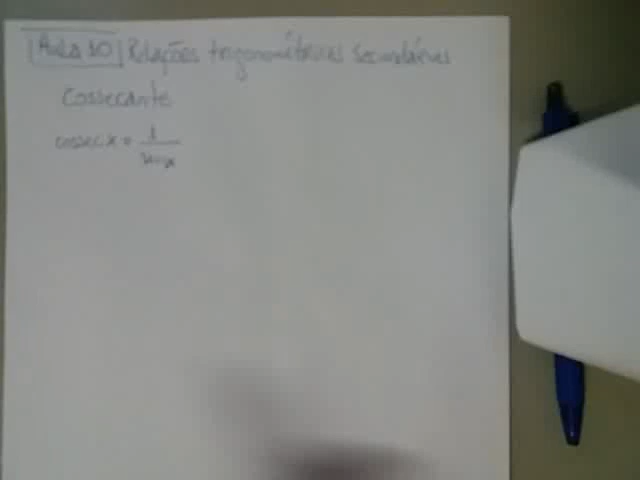 Aula 10 Relações trigonométricas Secundárias
Cossecante
cossec x = 1/sen x